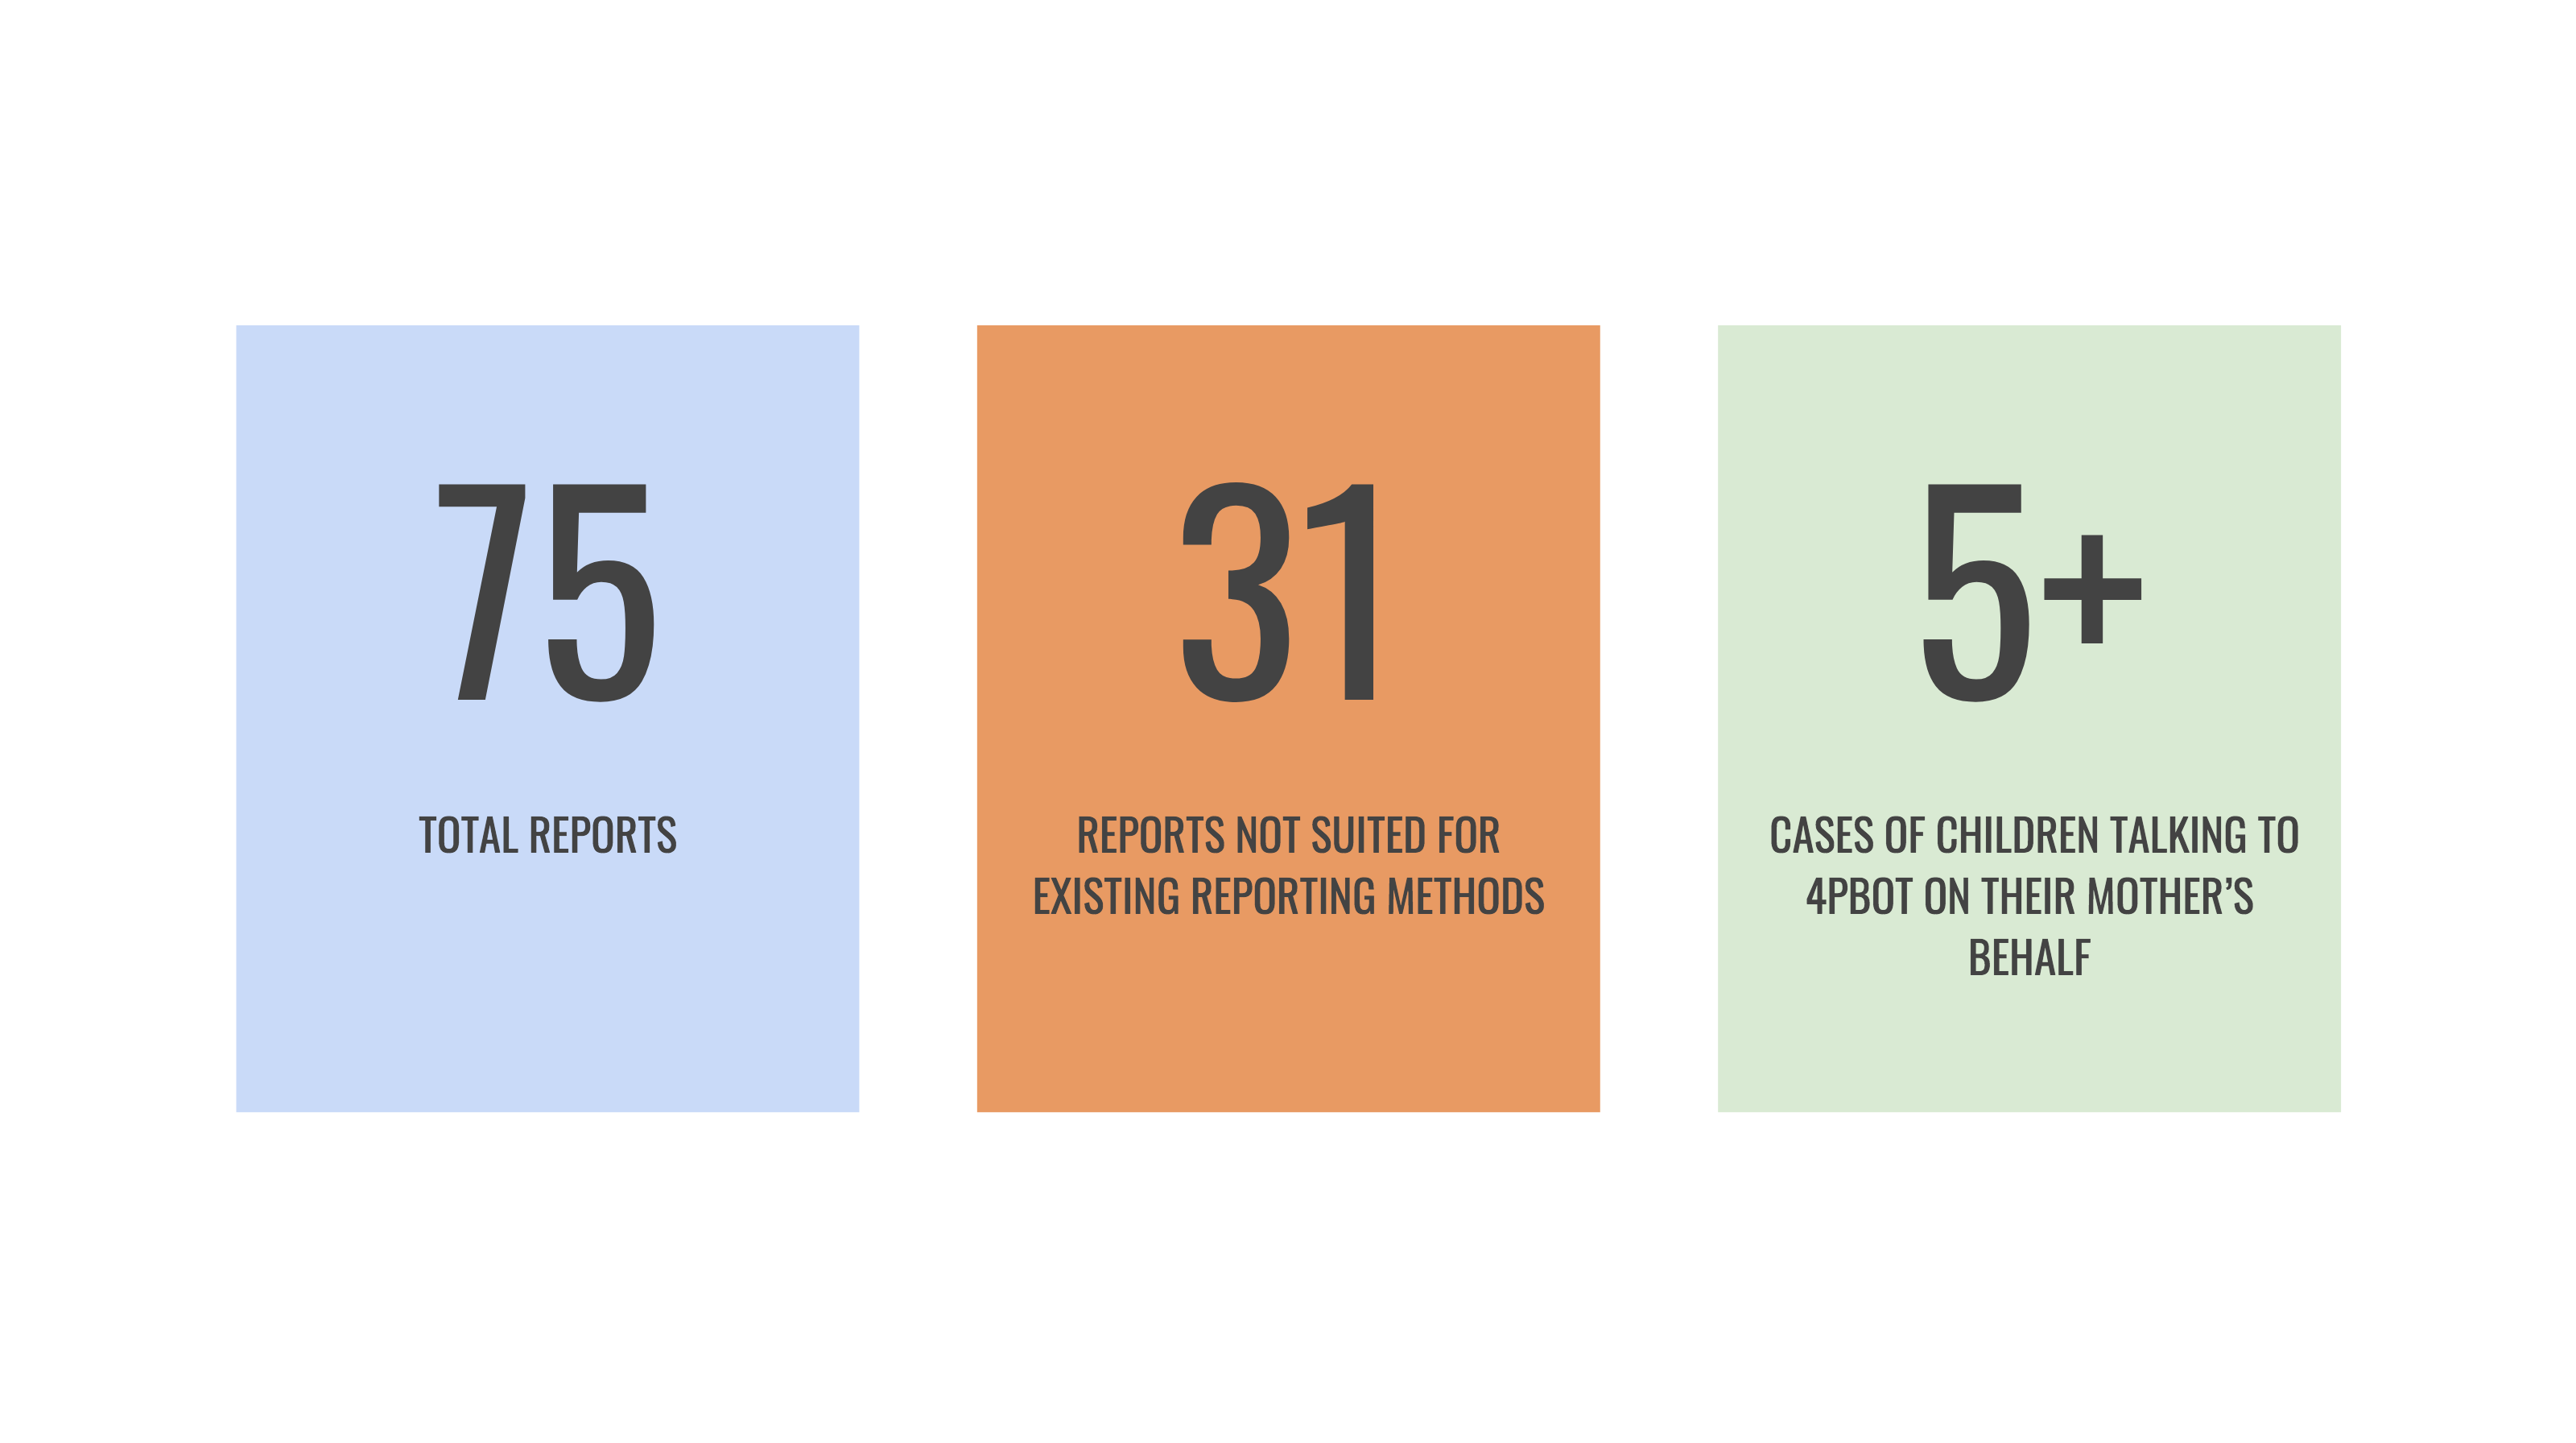 75
TOTAL REPORTS
31
REPORTS NOT SUITED FOR
EXISTING REPORTING METHODS
5+
CASES OF CHILDREN TALKING TO
4PBOT ON THEIR MOTHER’S
BEHALF